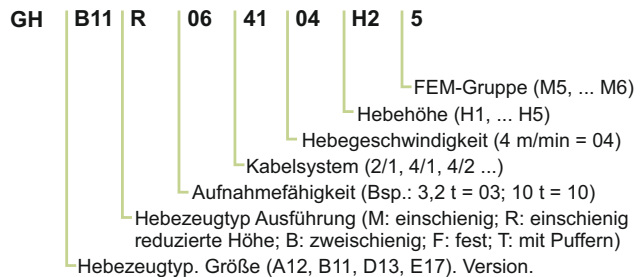 GH B11 R 06 41 04 H2 5
FEM-Gruppe (M5, ... M6)
Hebehöhe (H1, ... H5)
Hebegeschwindigkeit (4 m/min = 04)
Kabelsystem (2/1, 4/1, 4/2 ...)
Aufnahmefähigkeit (Bsp.: 3,2 t = 03; 10 t = 10)
Hebezeugtyp Ausführung (M: einschienig; R: einschienig
reduzierte Höhe; B: zweischienig; F: fest; T: mit Puffern)
Hebezeugtyp. Größe (A12, B11, D13, E17). Version.